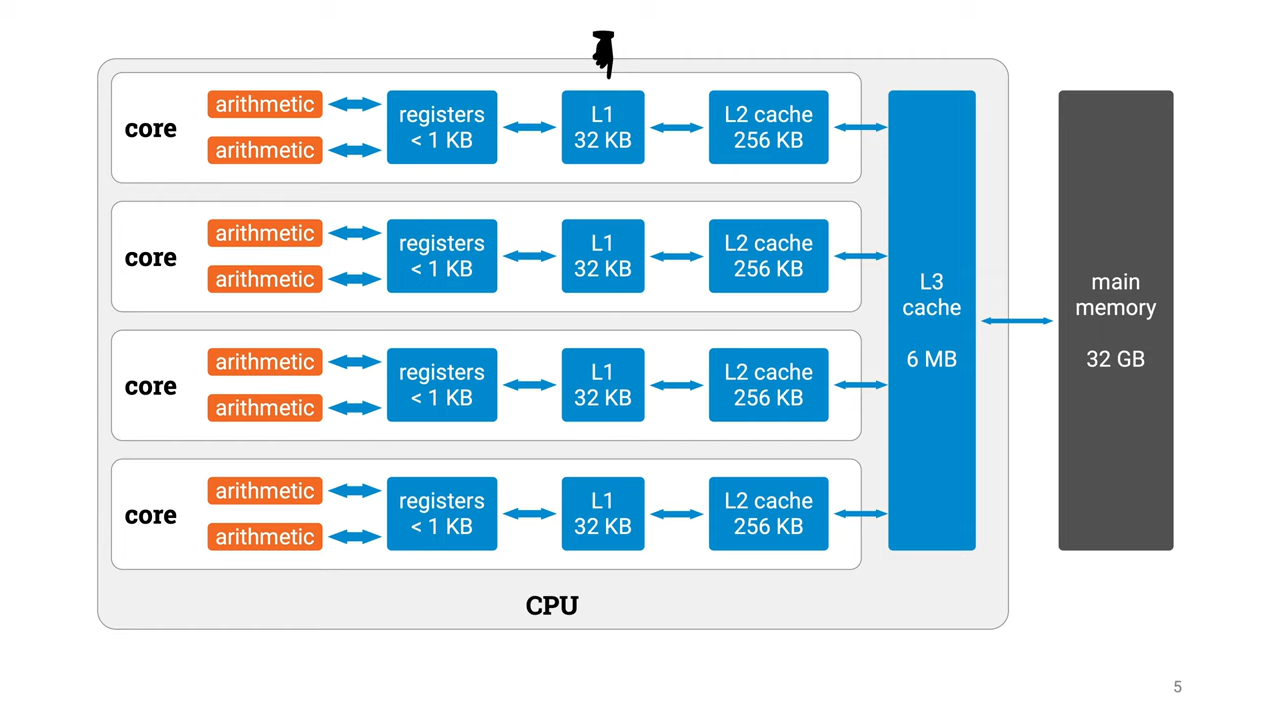 core
arithmetic
arithmetic
registers
< 1 KB
L1
32 KB
L2 cache
256 KB
core
arithmetic
arithmetic
registers
< 1 KB
L1
32 KB
L2 cache
256 KB
core
arithmetic
arithmetic
registers
< 1 KB
L1
32 KB
L2 cache
256 KB
core
arithmetic
arithmetic
registers
< 1 KB
L1
32 KB
L2 cache
256 KB
L3
cache
6 MB
main
memory
32 GB
CPU
5